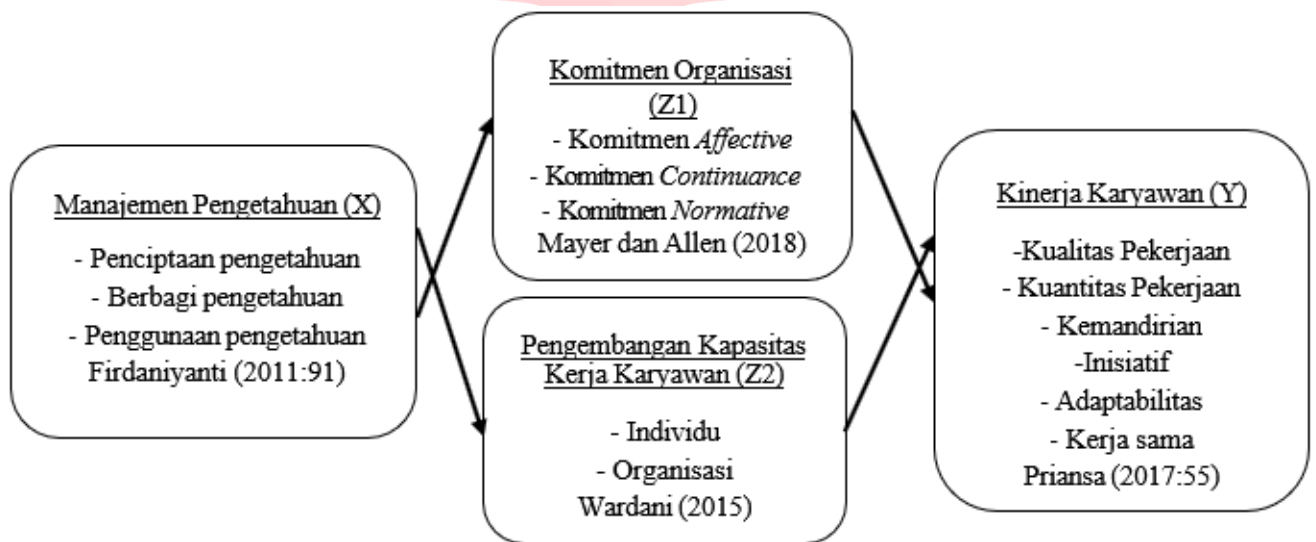 Manajemen Pengetahuan (X)
- Penciptaan pengetahuan
- Berbagi pengetahuan
- Penggunaan pengetahuan
Firdaniyanti (2011:91)
Komitmen Organisasi
(Z1)
- Komitmen Affective
- Komitmen Continuance
- Komitmen Normative
Mayer dan Allen (2018)
Pengembangan Kapasitas
Kerja Karyawan (Z2)
- Individu
- Organisasi
Wardani (2015)
Kinerja Karyawan (Y)
-Kualitas Pekerjaan
- Kuantitas Pekerjaan
- Kemandirian
-Inisiatif
- Adaptabilitas
- Kerja sama
Priansa (2017:55)